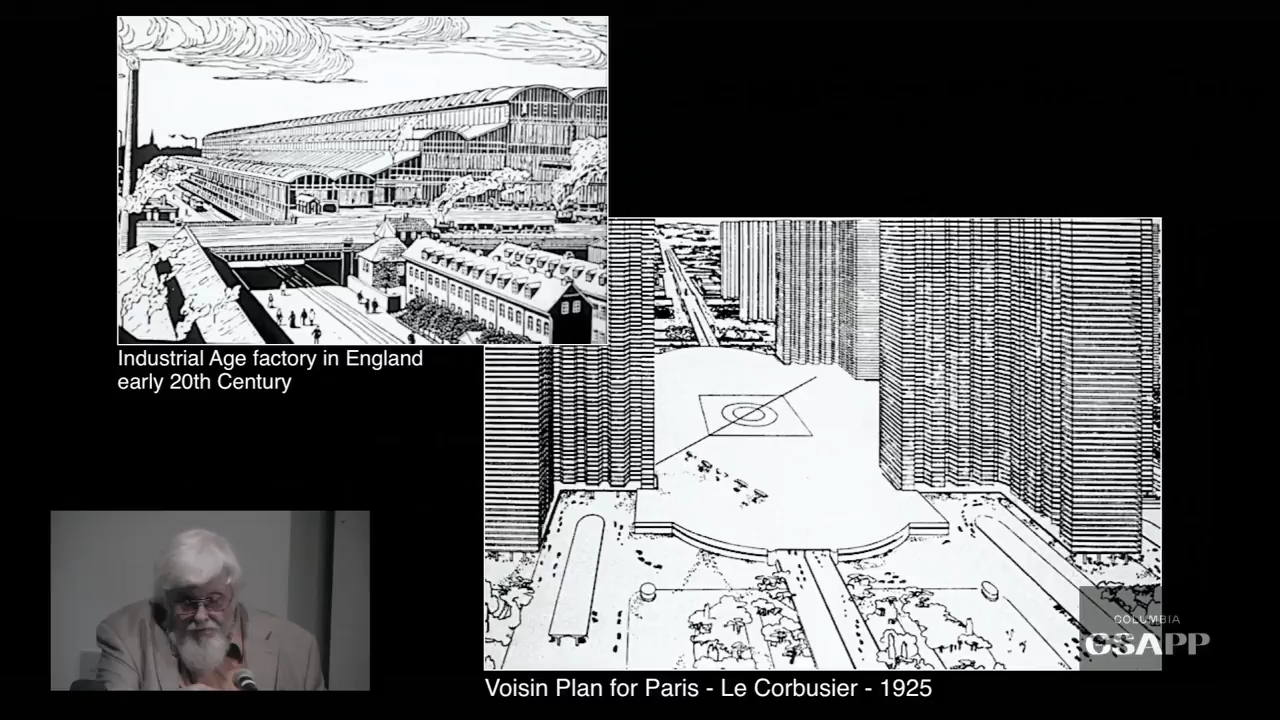 Industrial Age factory in England
early 20th Century
COLUMBIA
GSAPP
Voisin Plan for Paris - Le Corbusier - 1925